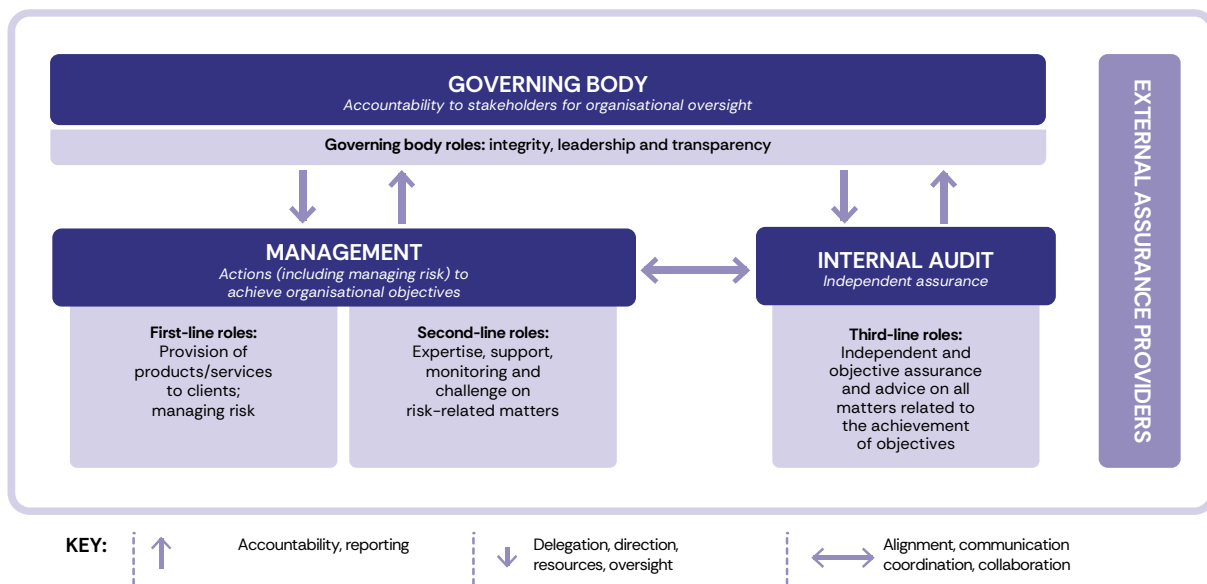 GOVERNING BODY
Accountability to stakeholders for organisational oversight
Governing body roles: integrity, leadership and transparency
MANAGEMENT
Actions (including managing risk) to
achieve organisational objectives
First-line roles:
Provision of
products/services
to clients;
managing risk
Second-line roles:
Expertise, support,
monitoring and
challenge on
risk-related matters
INTERNAL AUDIT
Independent assurance
Third-line roles:
Independent and
objective assurance
and advice on all
matters related to
the achievement
of objectives
EXTERNAL ASSURANCE PROVIDERS
KEY:
Accountability, reporting
Delegation, direction,
resources, oversight
Alignment, communication
coordination, collaboration